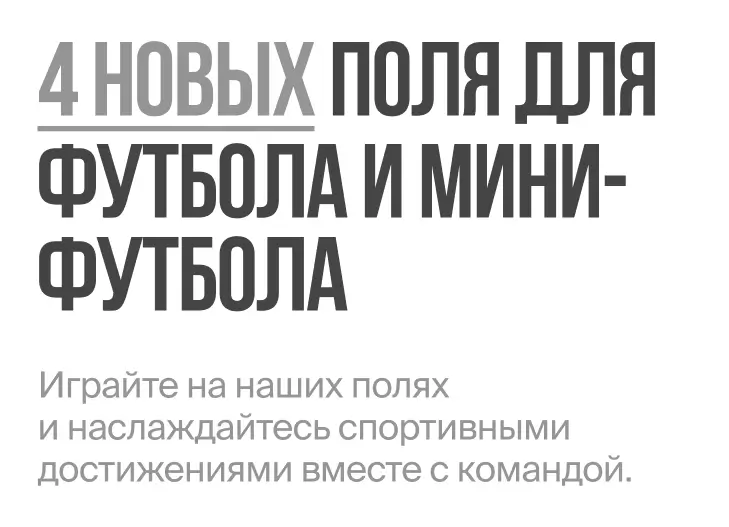 4 НОВЫХ ПОЛЯ ДЛЯ
ФУТБОЛА И МИНИ-
ФУТБОЛА
Играйте на наших полях
и наслаждайтесь спортивными
достижениями вместе с командой.